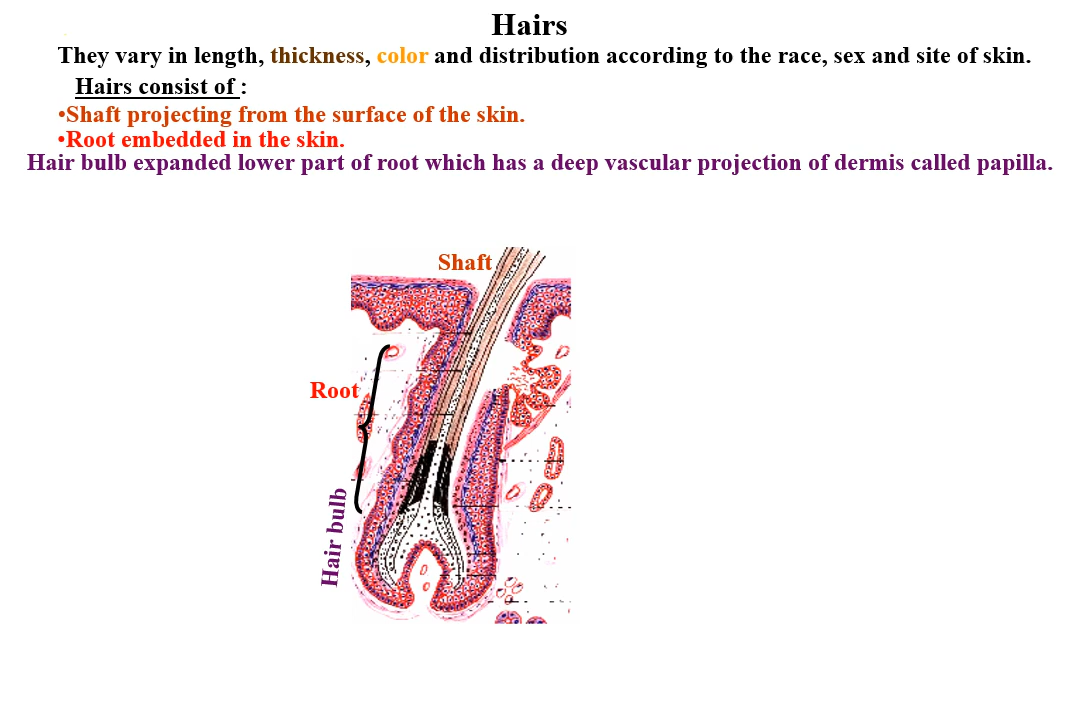 Hairs
They vary in length, thickness, color and distribution according to the race, sex and site of skin.
Hairs consist of :
•Shaft projecting from the surface of the skin.
•Root embedded in the skin.
Hair bulb expanded lower part of root which has a deep vascular projection of dermis called papilla.
Shaft
Root
Hair bulb